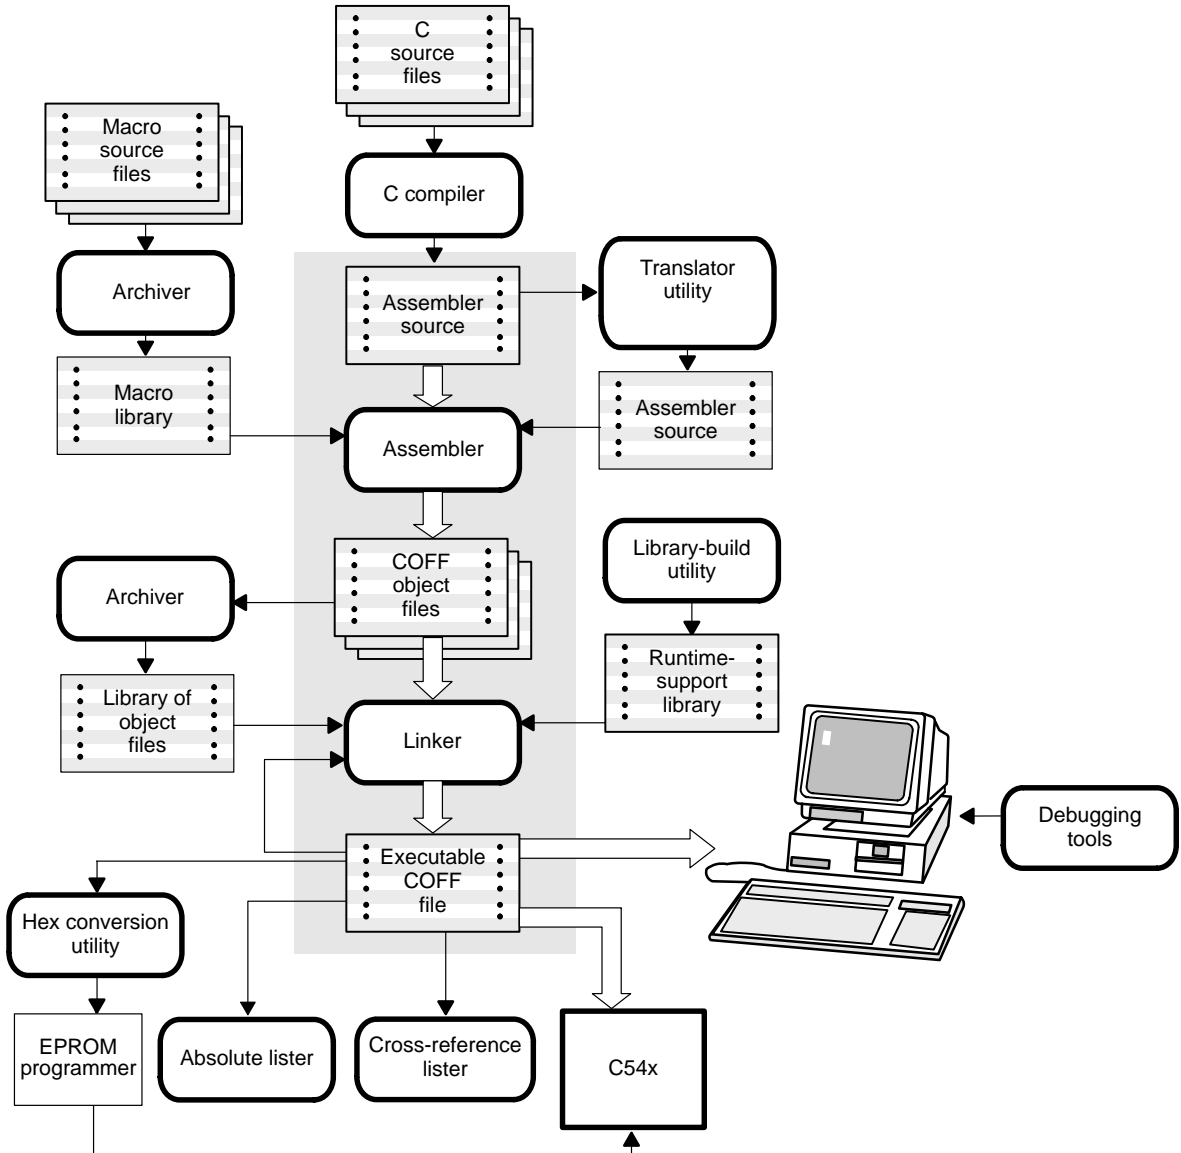 C
source
files
Macro
source
files
C compiler
Archiver
Translator
utility
Assembler
source
Macro
library
Assembler
source
Assembler
Library-build
utility
COFF
object
files
Archiver
Runtime-
support
library
Library of
object
files
Linker
Debugging
tools
Executable
COFF
file
Hex conversion
utility
EPROM
programmer
Absolute lister
Cross-reference
lister
C54x